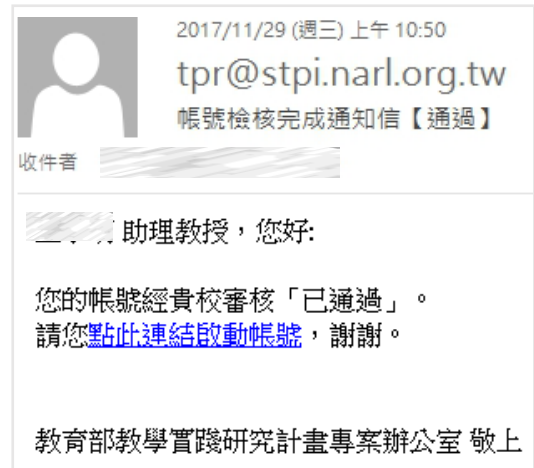 2017/11/29 (週三) 上午 10:50
tpr@stpi.narl.org.tw
帳號檢核完成通知信【通過】
收件者
助理教授，您好:
您的帳號經貴校審核「已通過」。
請您點此連結啟動帳號，謝謝。
教育部教學實踐研究計畫專案辦公室 敬上